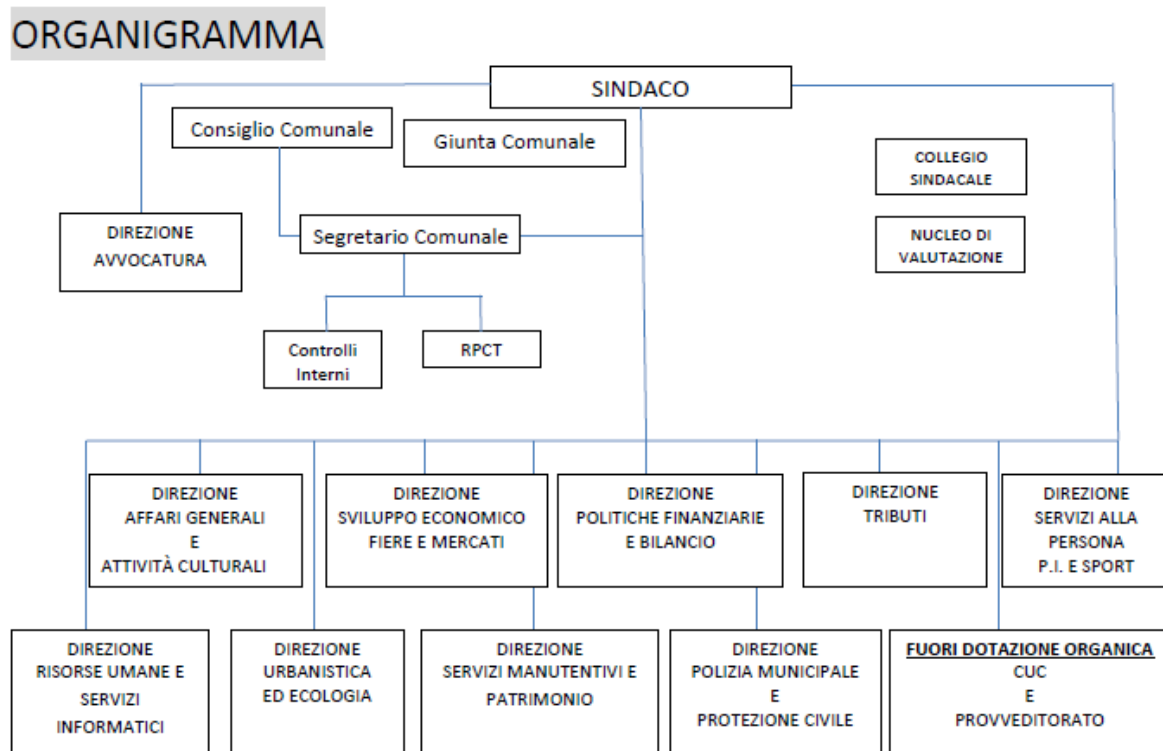 ORGANIGRAMMA
SINDACO
Consiglio Comunale
Giunta Comunale
COLLEGIO
SINDACALE
DIREZIONE
AVVOCATURA
Segretario Comunale
NUCLEO DI
VALUTAZIONE
Controlli
Interni
RPCT
DIREZIONE
AFFARI GENERALI
E
ATTIVITÀ CULTURALI
DIREZIONE
SVILUPPO ECONOMICO
FIERE E MERCATI
DIREZIONE
POLITICHE FINANZIARIE
E BILANCIO
DIREZIONE
TRIBUTI
DIREZIONE
SERVIZI ALLA
PERSONA
P.I. E SPORT
DIREZIONE
RISORSE UMANE E
SERVIZI
INFORMATICI
DIREZIONE
URBANISTICA
ED ECOLOGIA
DIREZIONE
SERVIZI MANUTENTIVI E
PATRIMONIO
DIREZIONE
POLIZIA MUNICIPALE
E
PROTEZIONE CIVILE
FUORI DOTAZIONE ORGANICA
CUC
E
PROVVEDITORATO